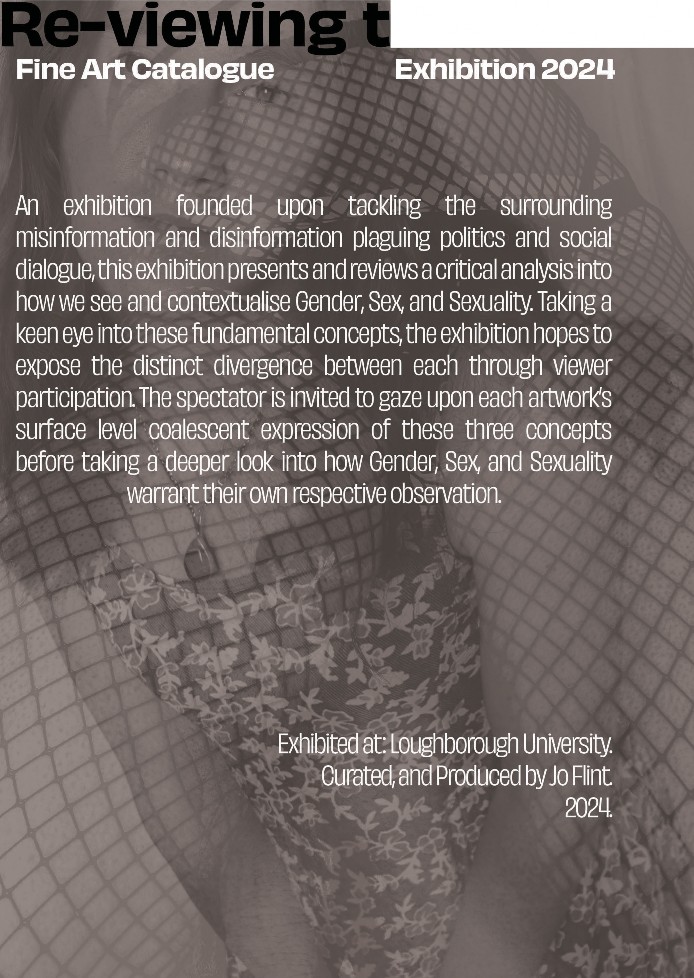 Re-viewing t
Fine Art Catalogue Exhibition 2024
An exhibition founded upon tackling the surrounding
misinformation and disinformation plaguing politics and social
dialogue, this exhibition presents and reviews a critical analysis into
how we see and contextualise Gender, Sex, and Sexuality. Taking a
keen eye into these fundamental concepts, the exhibition hopes to
expose the distinct divergence between each through viewer
participation. The spectator is invited to gaze upon each artwork's
surface level coalescent expression of these three concepts
before taking a deeper look into how Gender, Sex, and Sexuality
warrant their own respective observation.
Exhibited at: Loughborough University.
Curated, and Produced by Jo Flint.
2024.